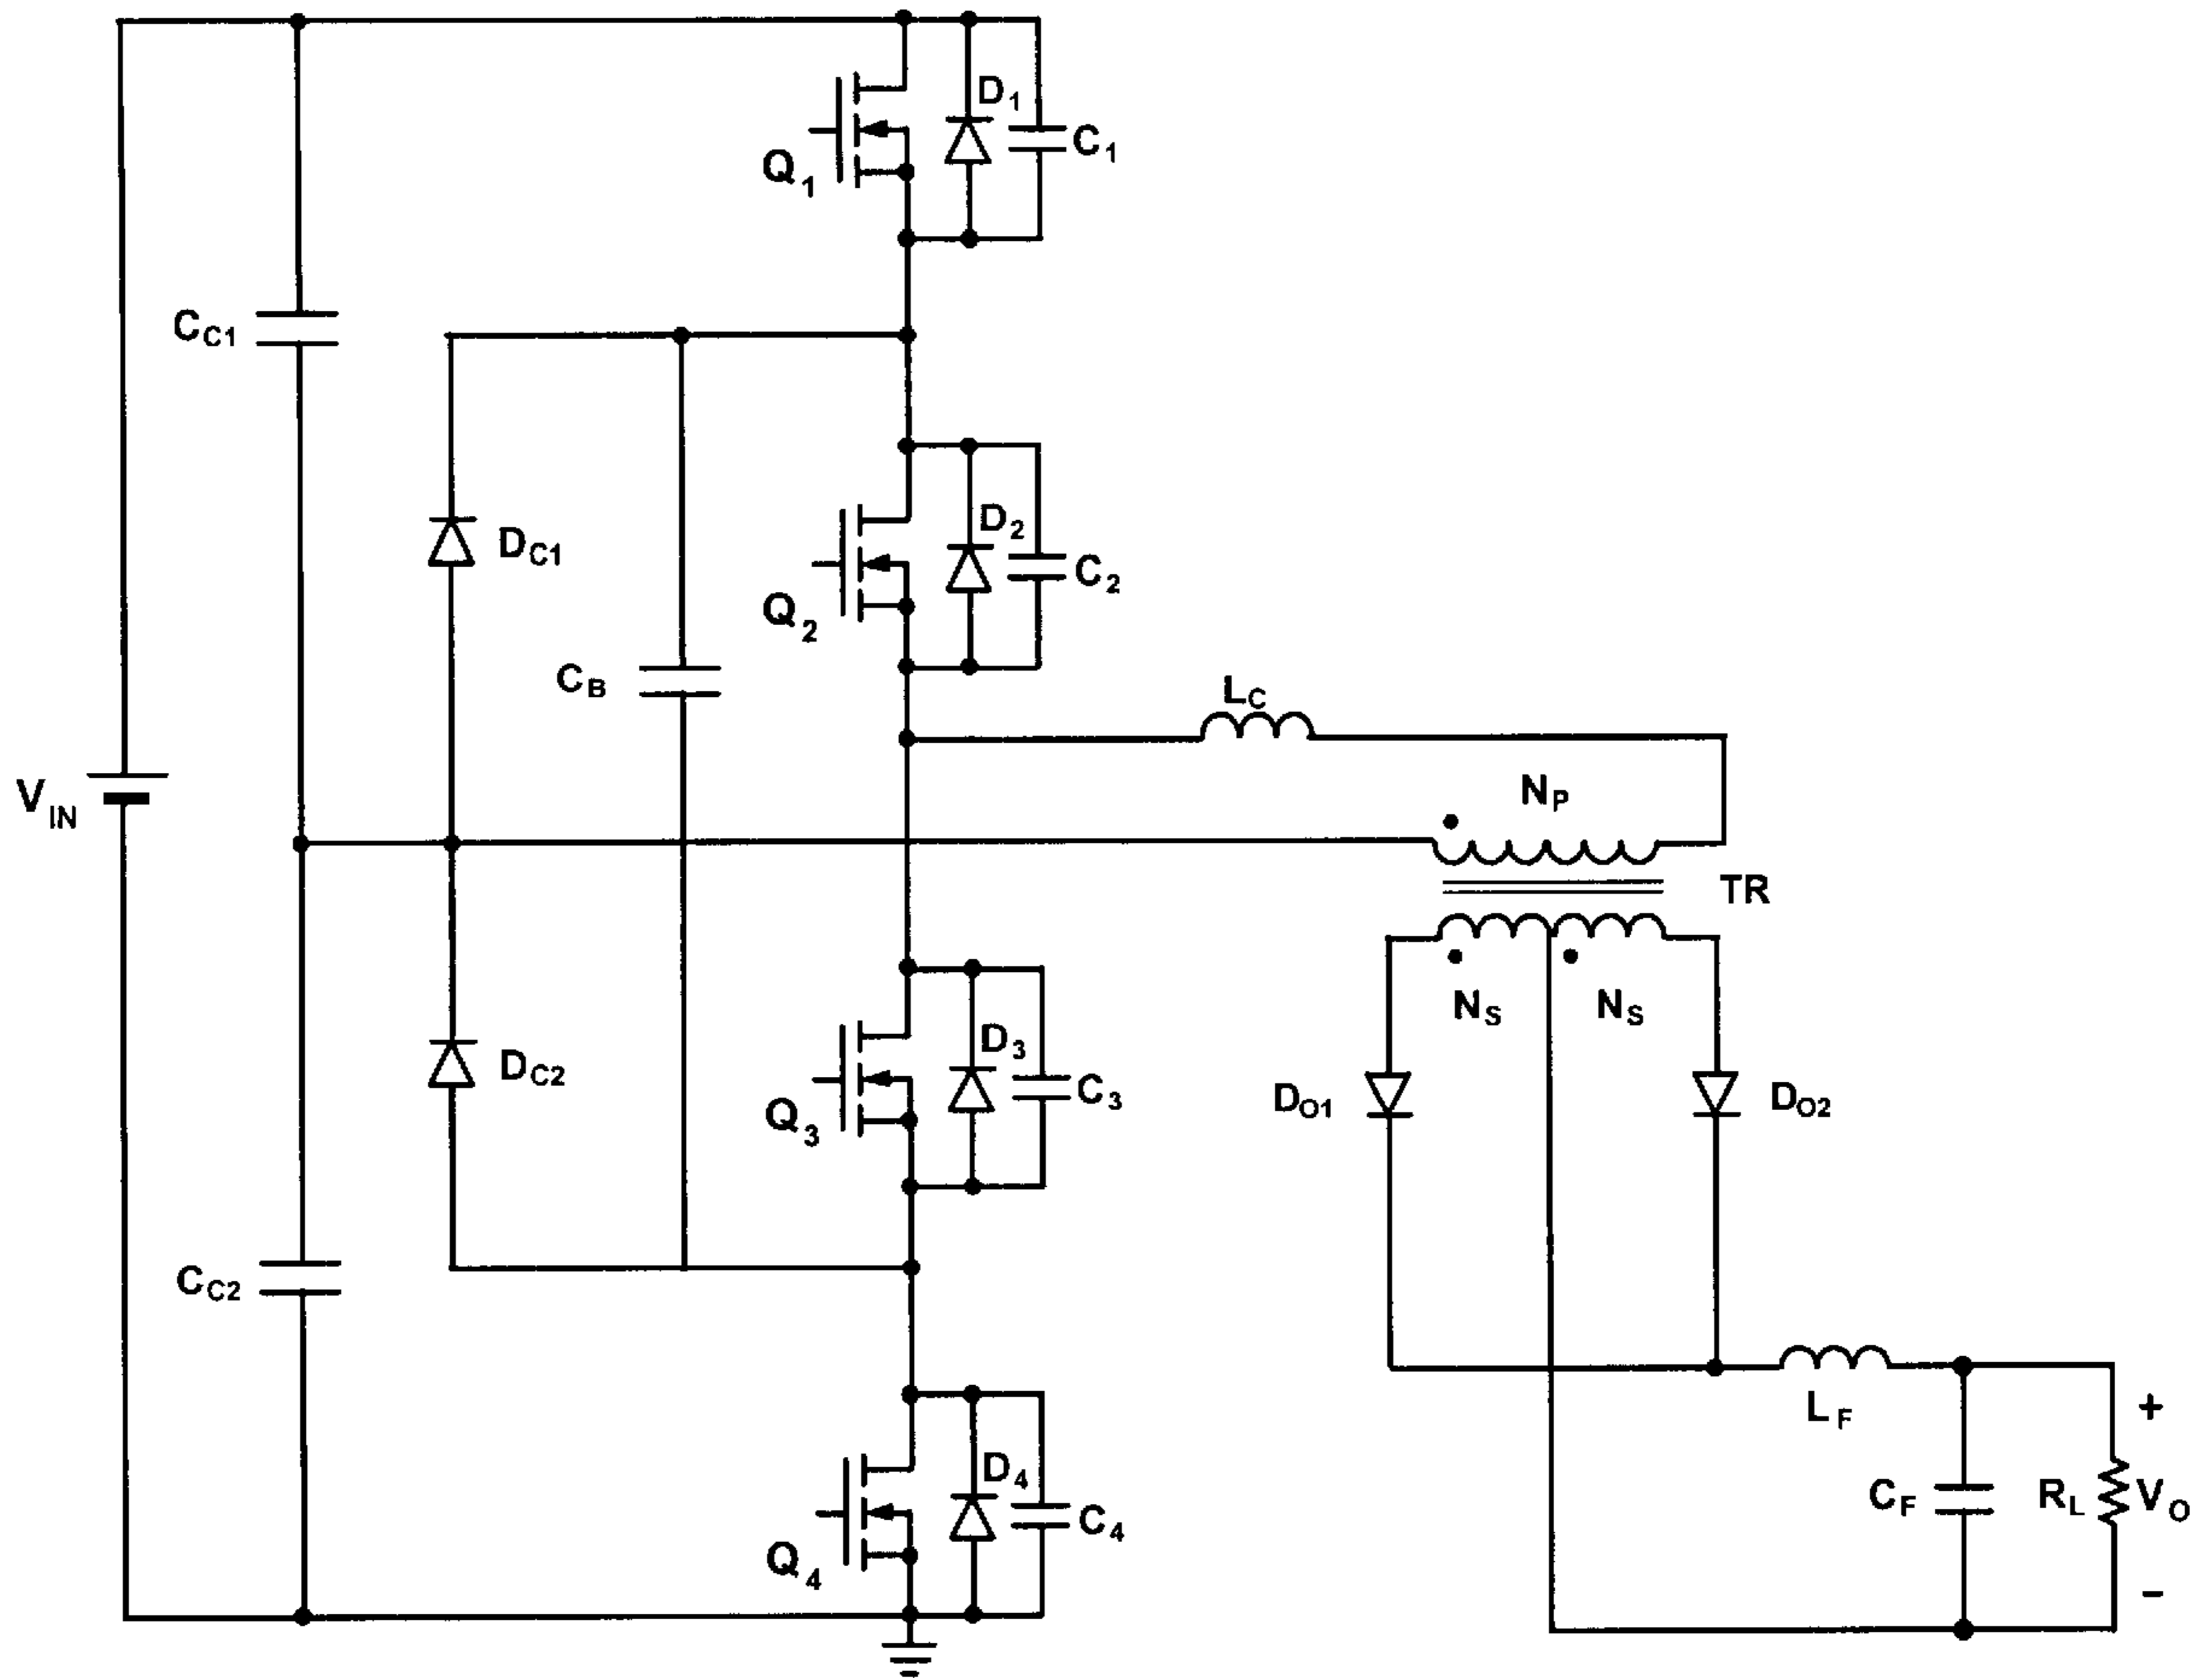 D1
C1
Q1
CC1
D2
DC1
C2
Q2
CB
LC
VIN
NP
TR
NS
NS
D3
DC2
C3
Q3
DO1
DO2
CC2
LF
+
D4
CF
RL
VO
C4
Q4
−